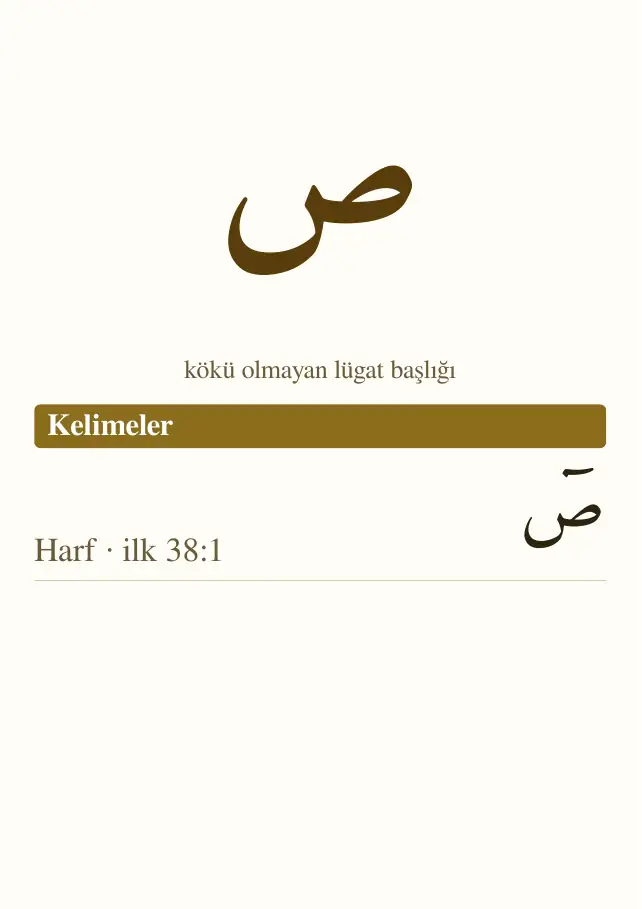 ص
kökü olmayan lügat başlığı
Kelimeler
صٓ
Harf · ilk 38:1